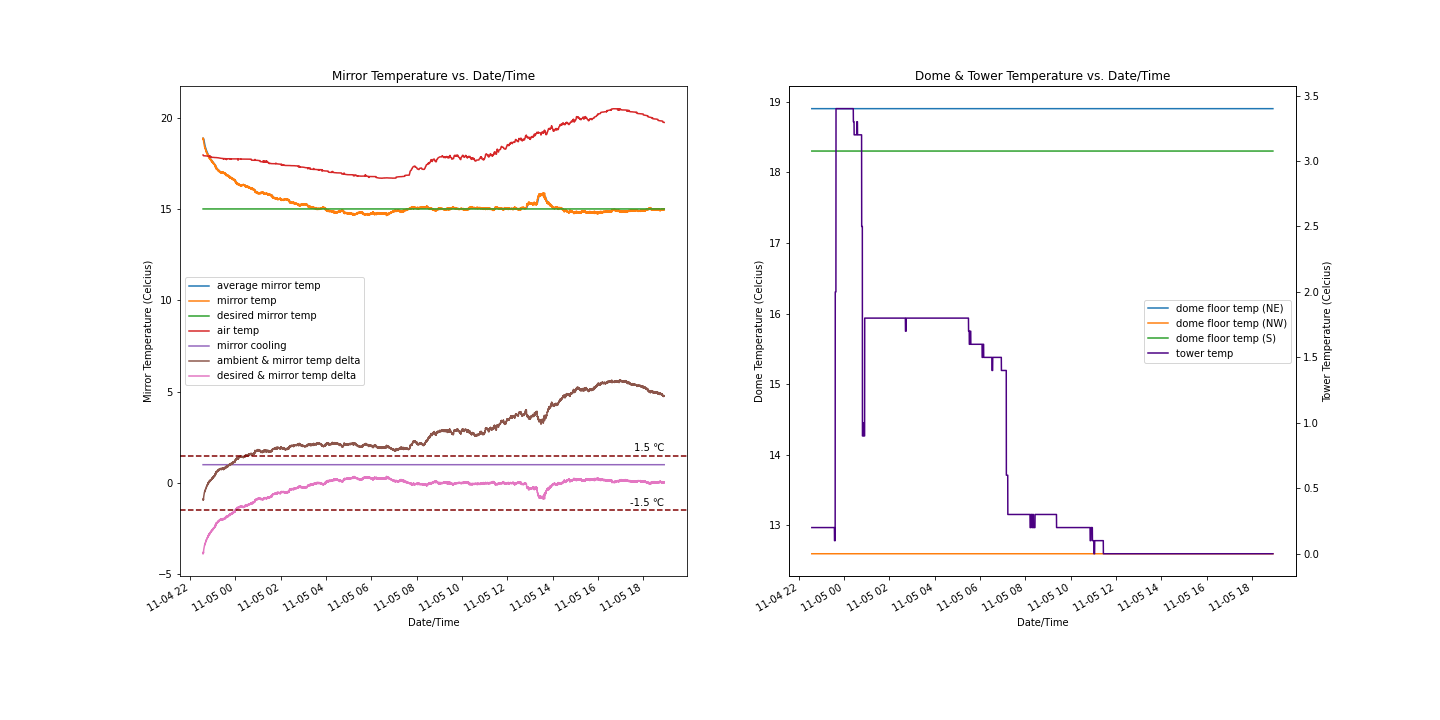 Mirror Temperature vs. Date/Time
Mirror Temperature (Celcius)
20
15
10
5
0
−5
average mirror temp
mirror temp
desired mirror temp
air temp
mirror cooling
ambient & mirror temp delta
desired & mirror temp delta
1.5 °C
-1.5 °C
11-04 22
11-05 00
11-05 02
11-05 04
11-05 06
11-05 08
11-05 10
11-05 12
11-05 14
11-05 16
11-05 18
Date/Time
Dome & Tower Temperature vs. Date/Time
Dome Temperature (Celcius)
19
18
17
16
15
14
13
dome floor temp (NE)
dome floor temp (NW)
dome floor temp (S)
tower temp
3.5
3.0
2.5
2.0
1.5
1.0
0.5
0.0
Tower Temperature (Celcius)
11-04 22
11-05 00
11-05 02
11-05 04
11-05 06
11-05 08
11-05 10
11-05 12
11-05 14
11-05 16
11-05 18
Date/Time